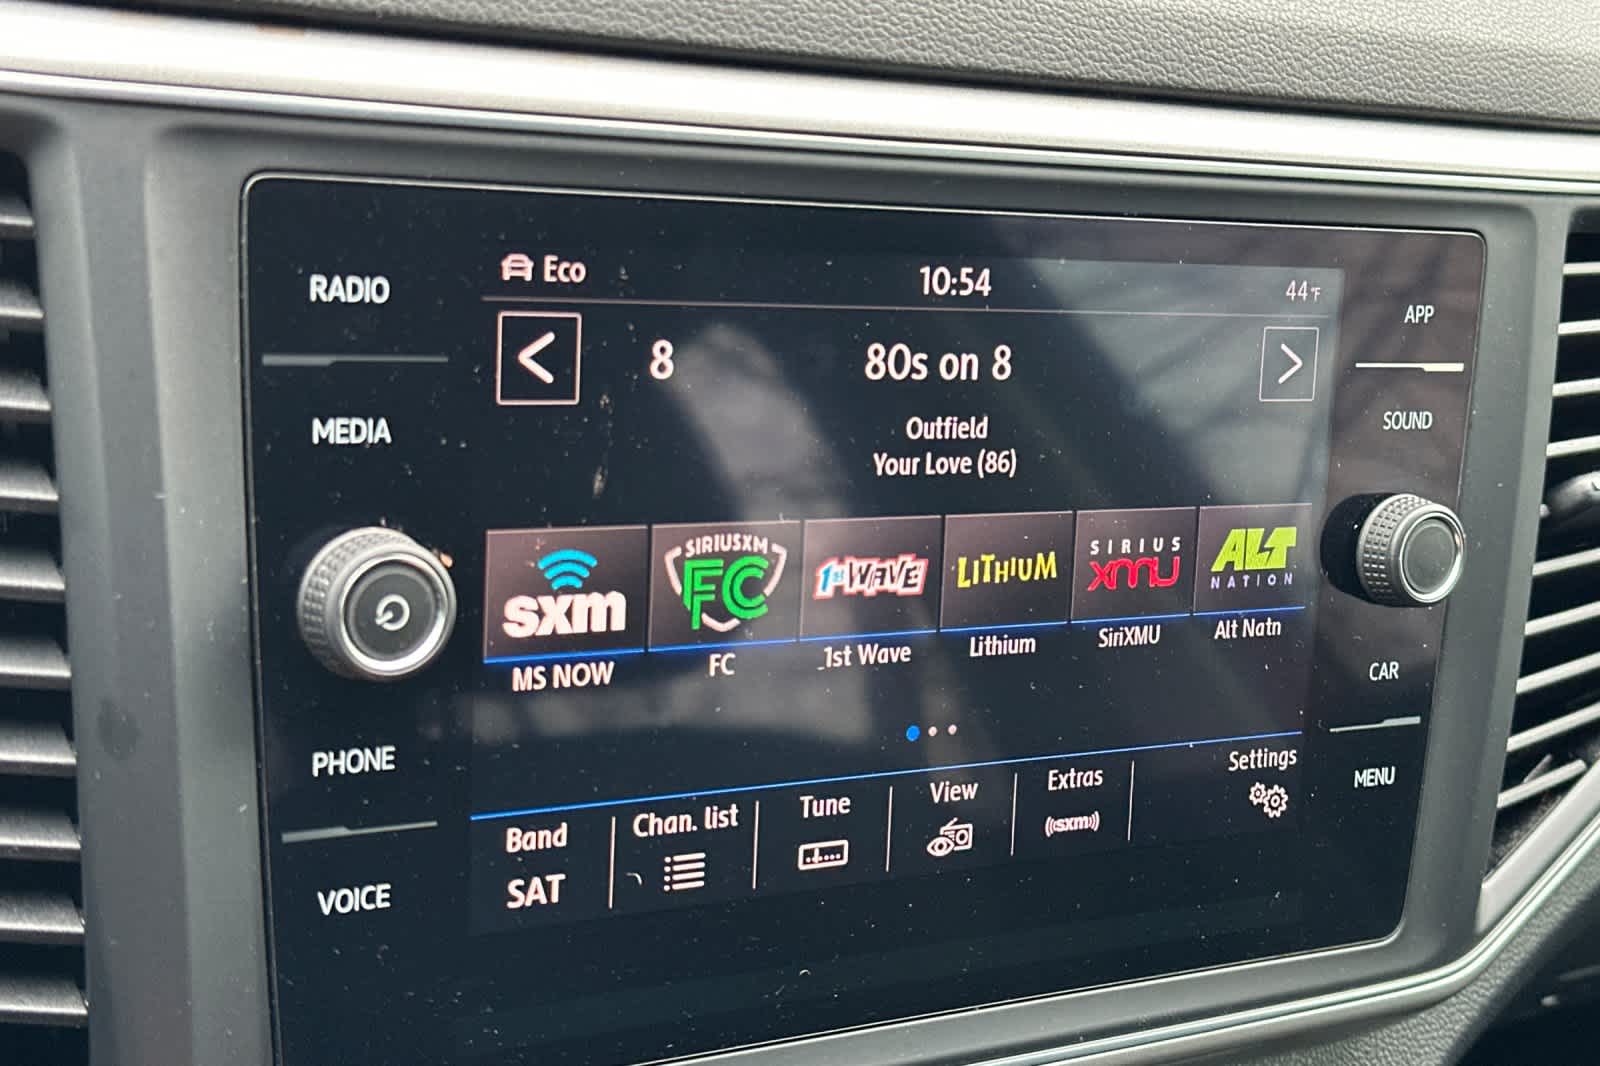 RADIO
MEDIA
PHONE
VOICE
Eco
10:54
44°F
8
80s on 8
Outfield
Your Love (86)
sxm
SIRIUSXM
FC
1st WAVE
LITHIUM
SIRIUS
xmu
ALT
NATION
MS NOW
FC
1st Wave
Lithium
SiriXMU
Alt Natn
Band
SAT
Chan. list
Tune
View
Extras
((sxm))
Settings
APP
SOUND
CAR
MENU